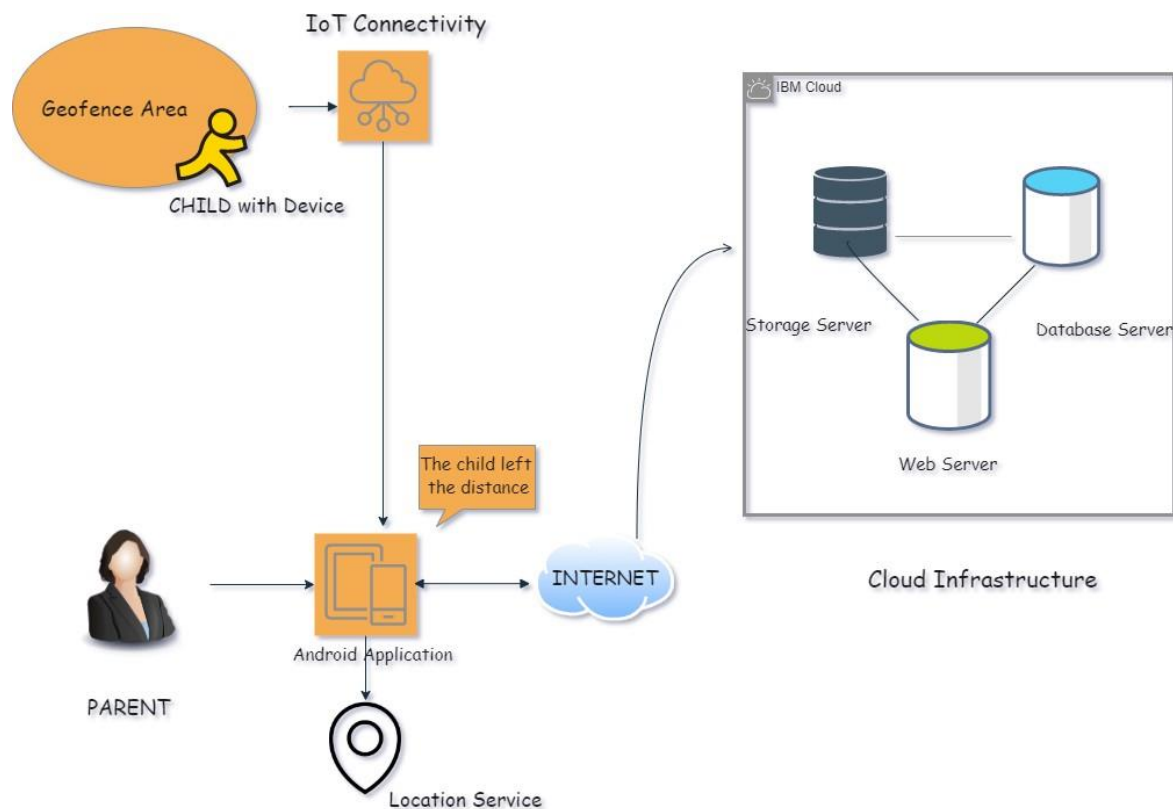 IoT Connectivity
Geofence Area
CHILD with Device
IBM Cloud
Storage Server
Database Server
Web Server
Cloud Infrastructure
The child left
the distance
INTERNET
Android Application
PARENT
Location Service